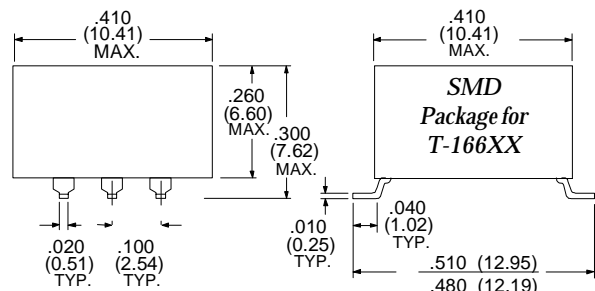 .410
(10.41)
MAX.
.260
(6.60)
MAX.
.300
(7.62)
MAX.
.020
(0.51)
TYP.
.100
(2.54)
TYP.
.410
(10.41)
MAX.
SMD
Package for
T-166XX
.010
(0.25)
TYP.
.040
(1.02)
TYP.
.510 (12.95)
.480 (12.19)